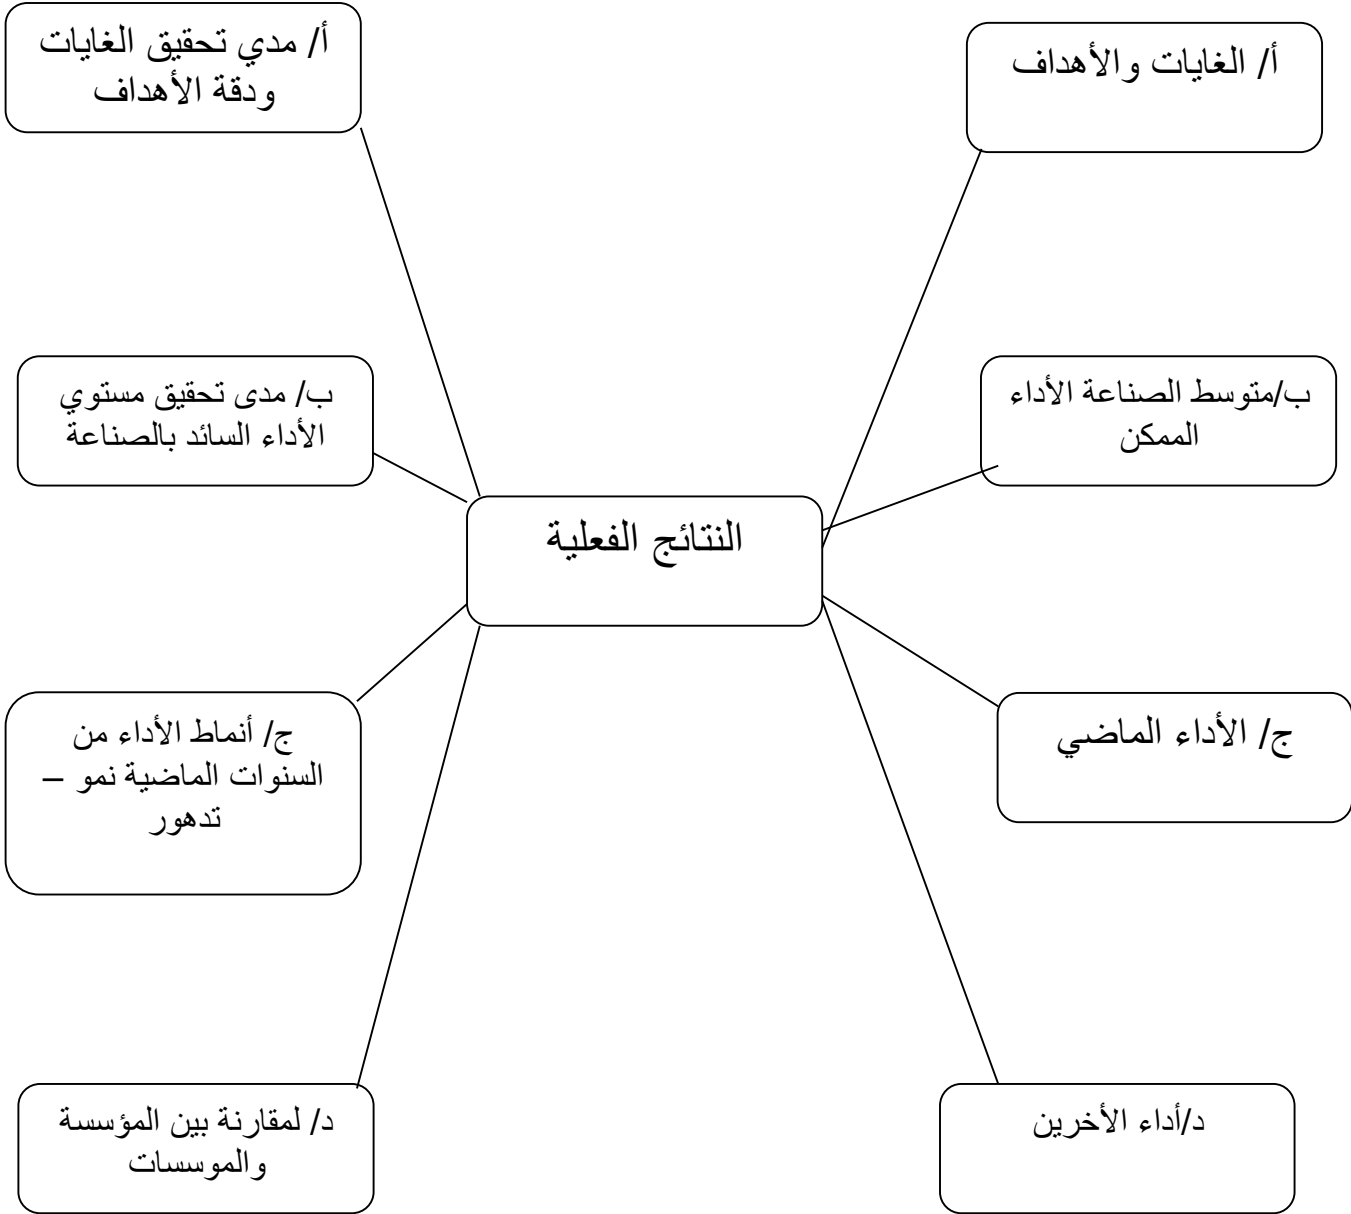 أ/ الغايات والأهداف
أ/ مدي تحقيق الغايات
ودقة الأهداف
ب/متوسط الصناعة الأداء
الممكن
ب/ مدى تحقيق مستوي
الأداء السائد بالصناعة
النتائج الفعلية
ج/ الأداء الماضي
ج/ أنماط الأداء من
السنوات الماضية نمو –
تدهور
د/أداء الأخرين
د/ لمقارنة بين المؤسسة
والموسسات